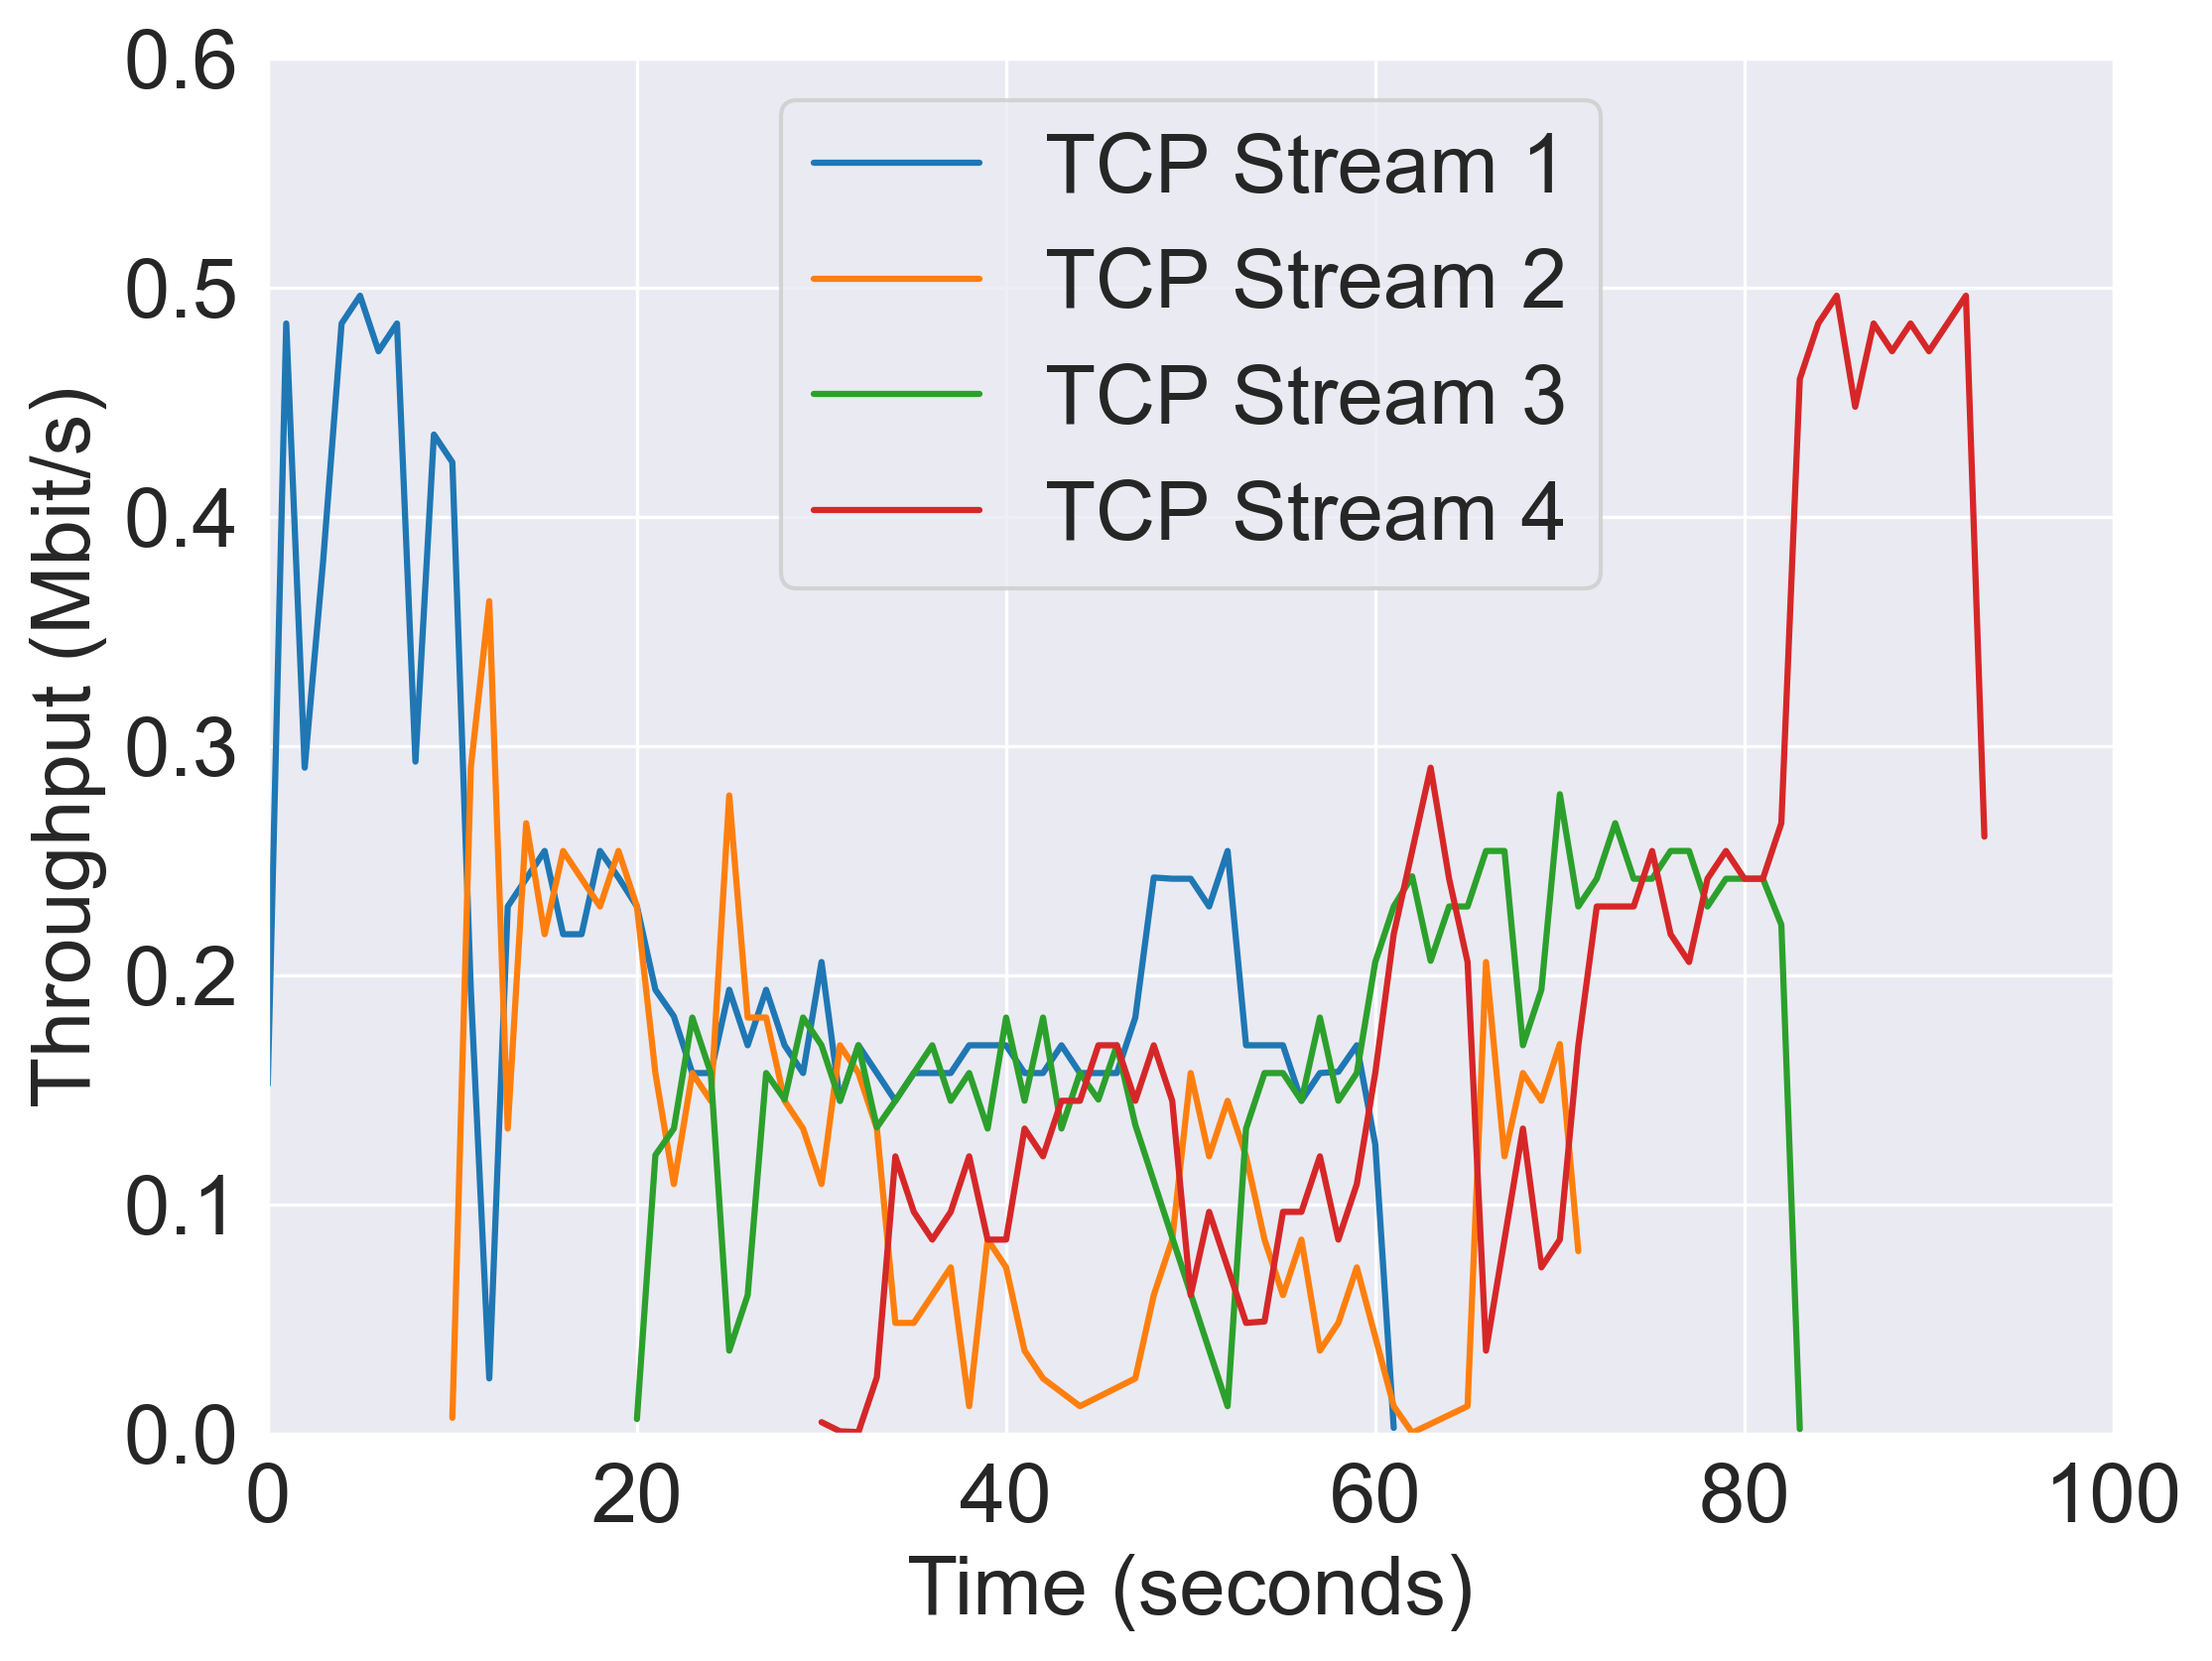 0.6
0.5
0.4
0.3
0.2
0.1
0.0
Throughput (Mbit/s)
TCP Stream 1
TCP Stream 2
TCP Stream 3
TCP Stream 4
0 20 40 60 80 100
Time (seconds)